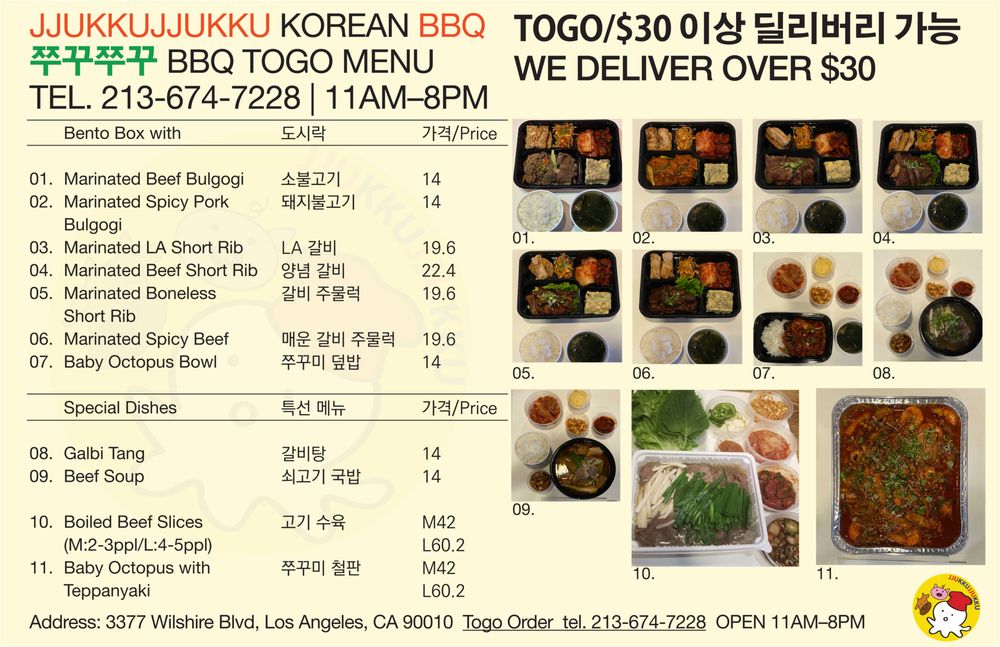 JJUKKUJJUKKU KOREAN BBQ
쭈꾸쭈꾸 BBQ TOGO MENU
TEL. 213-674-7228 | 11AM–8PM
TOGO/$30 이상 딜리버리 가능
WE DELIVER OVER $30
Bento Box with 도시락 가격/Price
01. Marinated Beef Bulgogi 소불고기 14
02. Marinated Spicy Pork 돼지불고기 14
Bulgogi
03. Marinated LA Short Rib LA 갈비 19.6
04. Marinated Beef Short Rib 양념 갈비 22.4
05. Marinated Boneless 갈비 주물럭 19.6
Short Rib
06. Marinated Spicy Beef 매운 갈비 주물럭 19.6
07. Baby Octopus Bowl 쭈꾸미 덮밥 14
Special Dishes 특선 메뉴 가격/Price
08. Galbi Tang 갈비탕 14
09. Beef Soup 쇠고기 국밥 14
10. Boiled Beef Slices 고기 수육 M42
(M:2-3ppl/L:4-5ppl) L60.2
11. Baby Octopus with 쭈꾸미 철판 M42
Teppanyaki L60.2
01. 02. 03. 04.
05. 06. 07. 08.
09. 10. 11.
JJUKKUJJUKKU
JJUKKUJJUKKU
Address: 3377 Wilshire Blvd, Los Angeles, CA 90010 Togo Order tel. 213-674-7228 OPEN 11AM–8PM